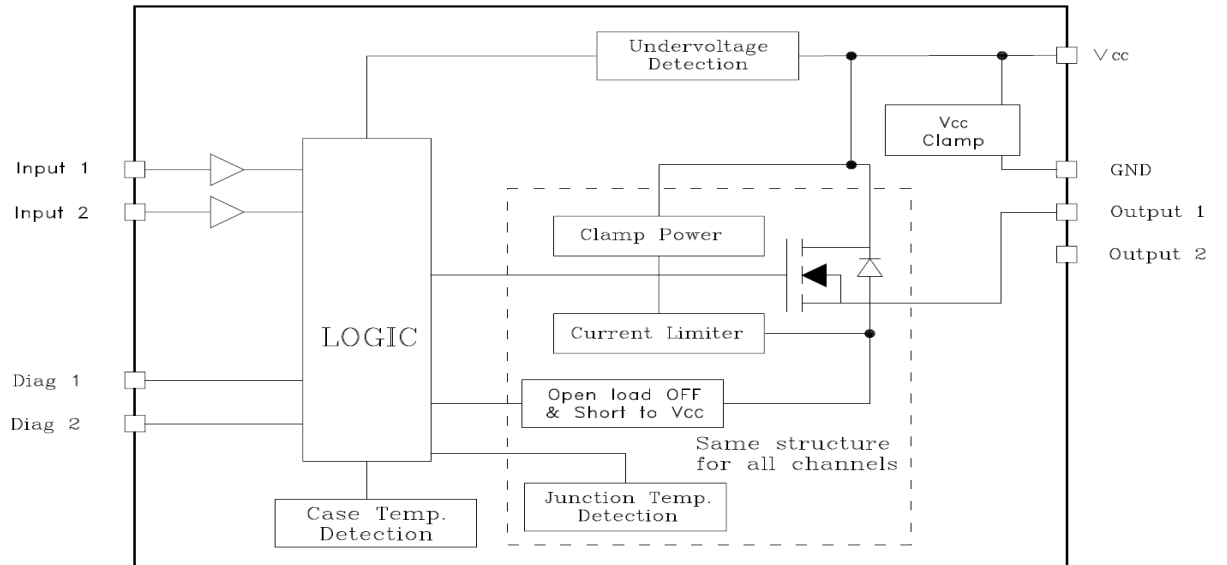 Undervoltage
Detection
Vcc
Vcc
Clamp
Input 1
GND
Input 2
Output 1
Clamp Power
Output 2
LOGIC
Current Limiter
Diag 1
Open load OFF
& Short to Vcc
Diag 2
Same structure
for all channels
Junction Temp.
Detection
Case Temp.
Detection